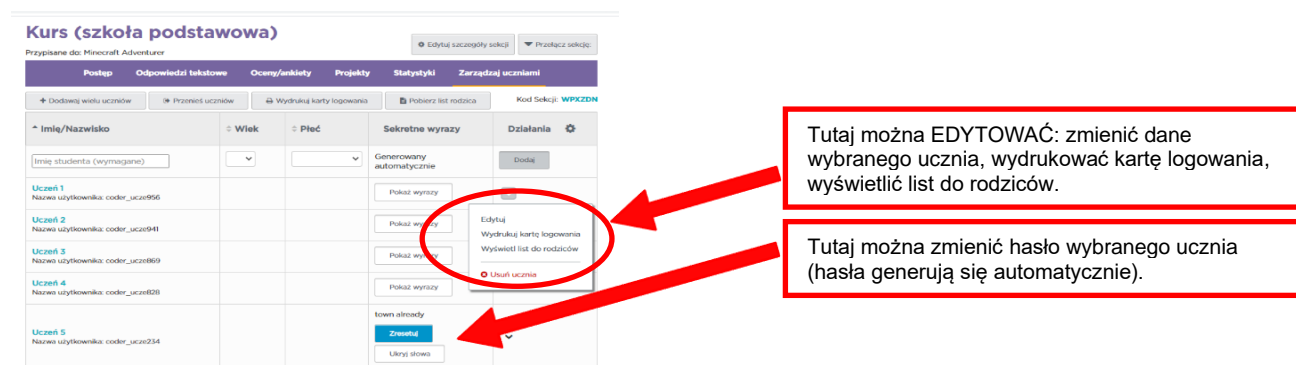 Kurs (szkoła podstawowa)
Przypisane do: Minecraft Adventurer
Edytuj szczegóły sekcji
Przełącz sekcję:
Postęp Odpowiedzi tekstowe Oceny/ankiety Projekty Statystyki Zarządzaj uczniami
+ Dodawaj wielu uczniów
Przenieś uczniów
Wydrukuj karty logowania
Pobierz list rodzica
Kod Sekcji: WPXZDN
Imię/Nazwisko Wiek Płeć Sekretne wyrazy Działania
Imię studenta (wymagane)
Generowany
automatycznie
Dodaj
Uczeń 1
Nazwa użytkownika: coder_ucze956
Pokaż wyrazy
Uczeń 2
Nazwa użytkownika: coder_ucze941
Pokaż wyrazy
Uczeń 3
Nazwa użytkownika: coder_ucze869
Pokaż wyrazy
Uczeń 4
Nazwa użytkownika: coder_ucze828
Pokaż wyrazy
Edytuj
Wydrukuj kartę logowania
Wyświetl list do rodziców
Usuń ucznia
Uczeń 5
Nazwa użytkownika: coder_ucze234
town already
Zresetuj
Ukryj słowa
Tutaj można EDYTOWAĆ: zmienić dane
wybranego ucznia, wydrukować kartę logowania,
wyświetlić list do rodziców.
Tutaj można zmienić hasło wybranego ucznia
(hasła generują się automatycznie).